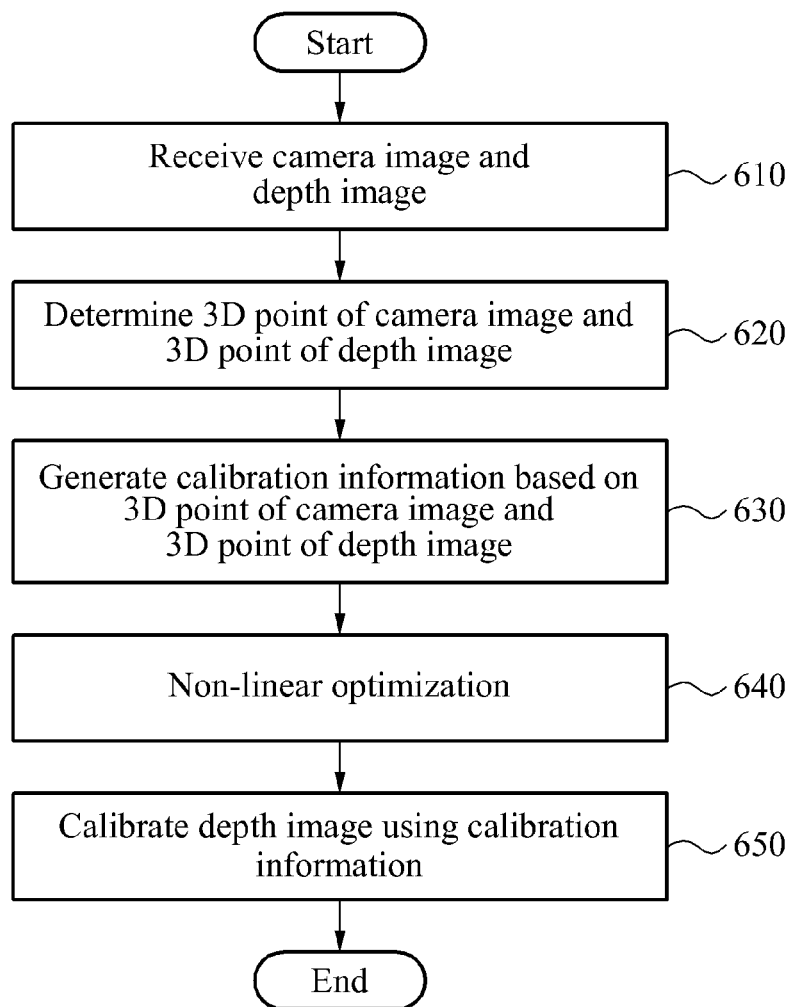 Start
Receive camera image and
depth image
610
Determine 3D point of camera image and
3D point of depth image
620
Generate calibration information based on
3D point of camera image and
3D point of depth image
630
Non-linear optimization
640
Calibrate depth image using calibration
information
650
End